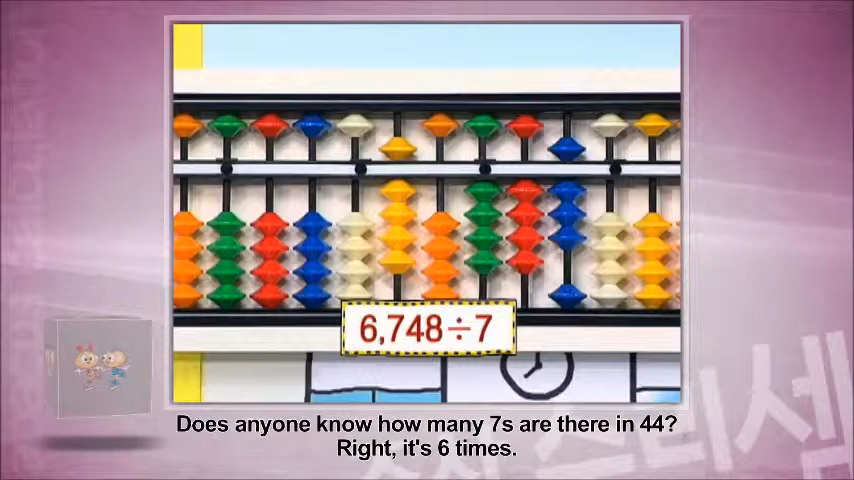 6,748÷7
Does anyone know how many 7s are there in 44?
Right, it's 6 times.